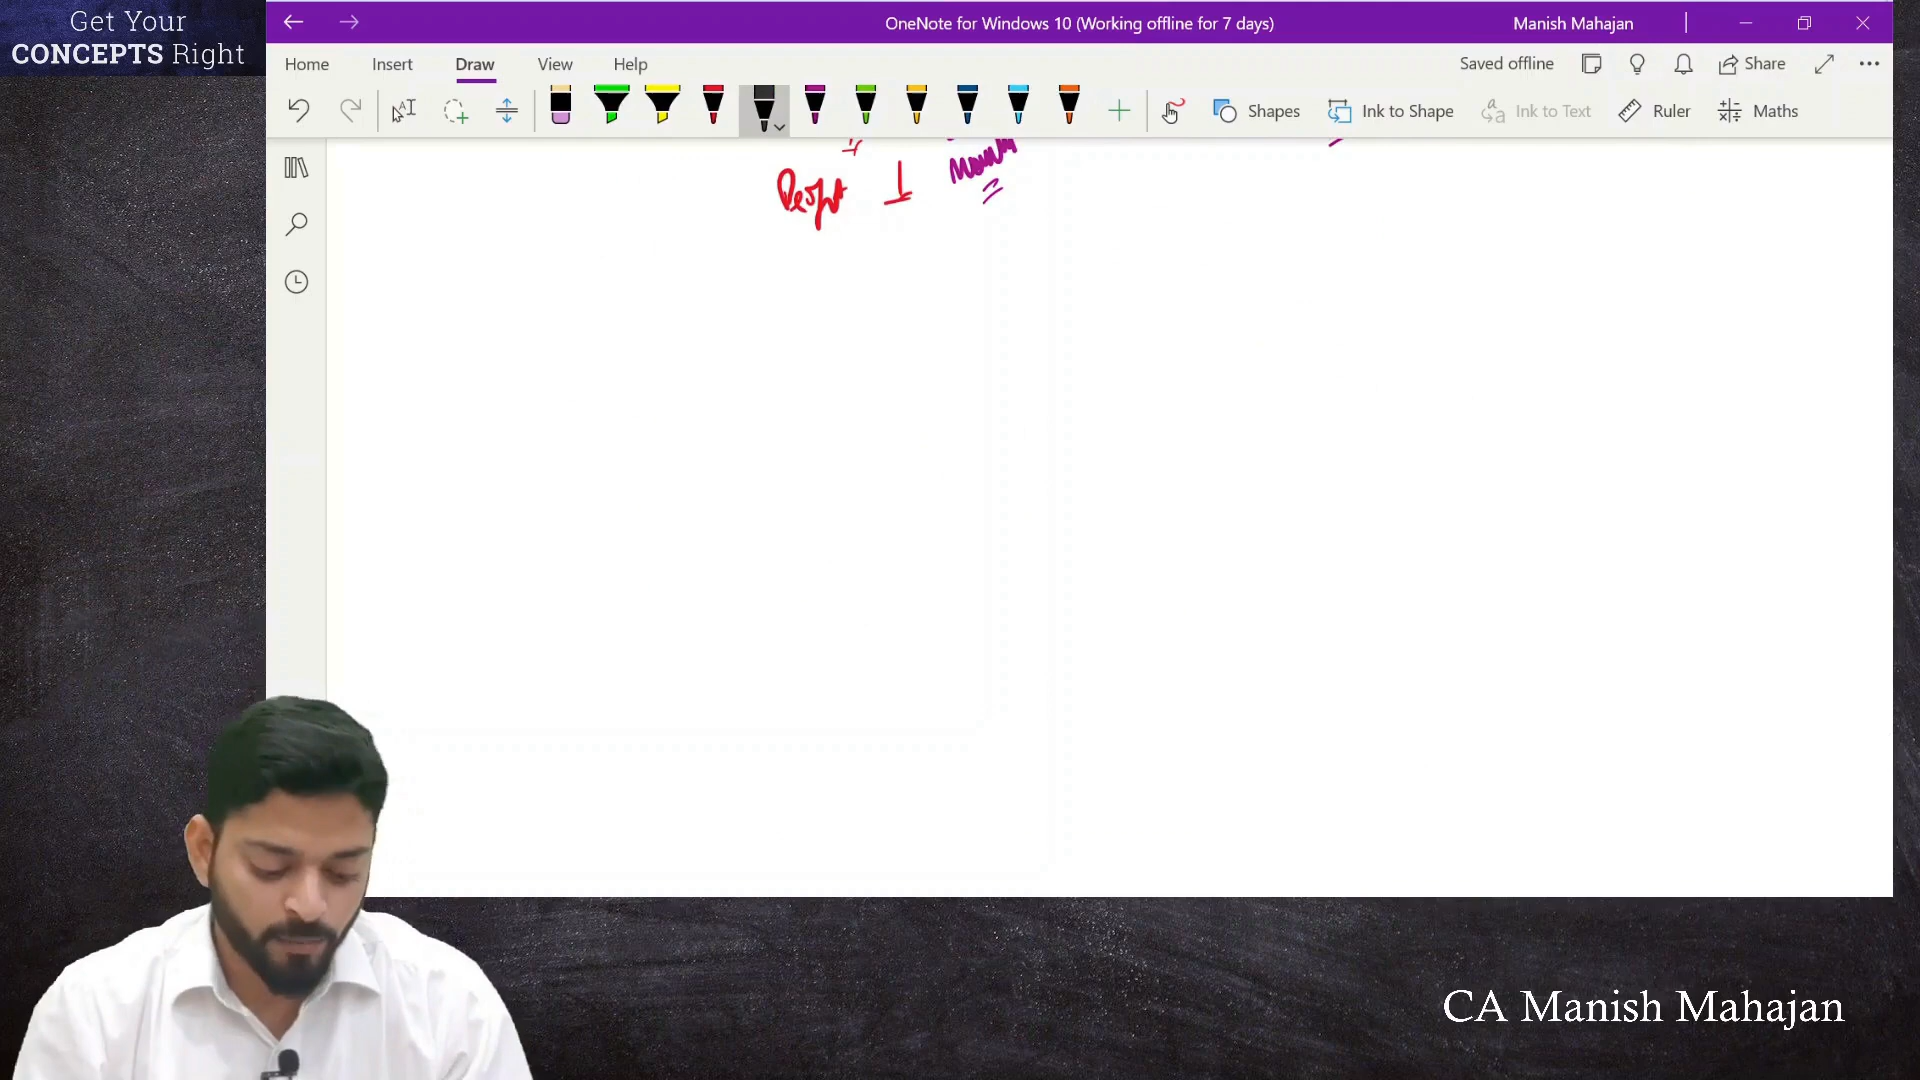 Get Your
CONCEPTS Right
OneNote for Windows 10 (Working offline for 7 days)
Manish Mahajan
Home Insert Draw View Help
Saved offline
Share
Shapes
Ink to Shape
Ink to Text
Ruler
Maths
CA Manish Mahajan